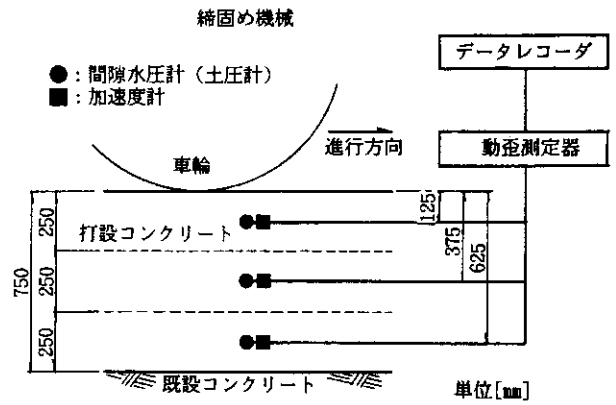 締固め機械
データレコーダ
●：間隙水圧計（土圧計）
■：加速度計
車輪
進行方向
動歪測定器
125
375
625
250
打設コンクリート
750
250
250
既設コンクリート
単位[mm]